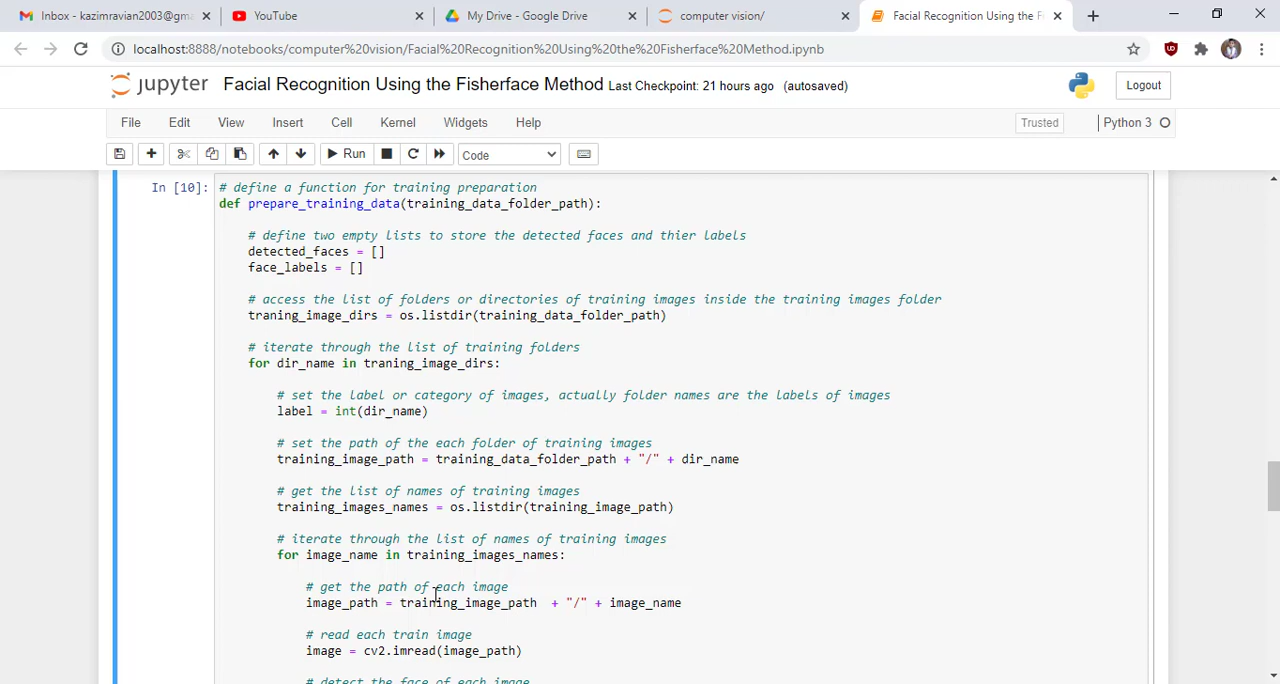 Inbox - kazimravian2003@gma
YouTube
My Drive - Google Drive
computer vision/
Facial Recognition Using the F
localhost:8888/notebooks/computer%20vision/Facial%20Recognition%20Using%20the%20Fisherface%20Method.ipynb
jupyter Facial Recognition Using the Fisherface Method Last Checkpoint: 21 hours ago (autosaved)
Logout
File Edit View Insert Cell Kernel Widgets Help
Trusted
Python 3
Run
Code
In [10]:
# define a function for training preparation
def prepare_training_data(training_data_folder_path):
# define two empty lists to store the detected faces and thier labels
detected_faces = []
face_labels = []
# access the list of folders or directories of training images inside the training images folder
traning_image_dirs = os.listdir(training_data_folder_path)
# iterate through the list of training folders
for dir_name in traning_image_dirs:
# set the label or category of images, actually folder names are the labels of images
label = int(dir_name)
# set the path of the each folder of training images
training_image_path = training_data_folder_path + "/" + dir_name
# get the list of names of training images
training_images_names = os.listdir(training_image_path)
# iterate through the list of names of training images
for image_name in training_images_names:
# get the path of each image
image_path = training_image_path  + "/" + image_name
# read each train image
image = cv2.imread(image_path)
# detect the face of each image